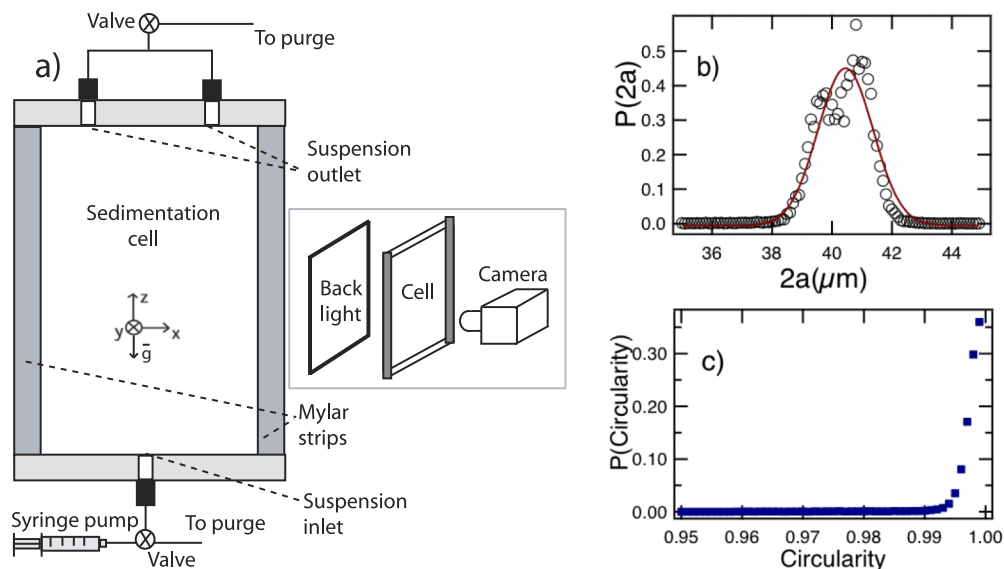 Valve
To purge
a)
Suspension
outlet
Sedimentation
cell
z
y
x
g
Back
light
Cell
Camera
Mylar
strips
Suspension
inlet
Syringe pump
To purge
Valve
b)
P(2a)
0.5
0.4
0.3
0.2
0.1
0.0
36 38 40 42 44
2a(µm)
c)
P(Circularity)
0.30
0.20
0.10
0.00
0.95 0.96 0.97 0.98 0.99 1.00
Circularity